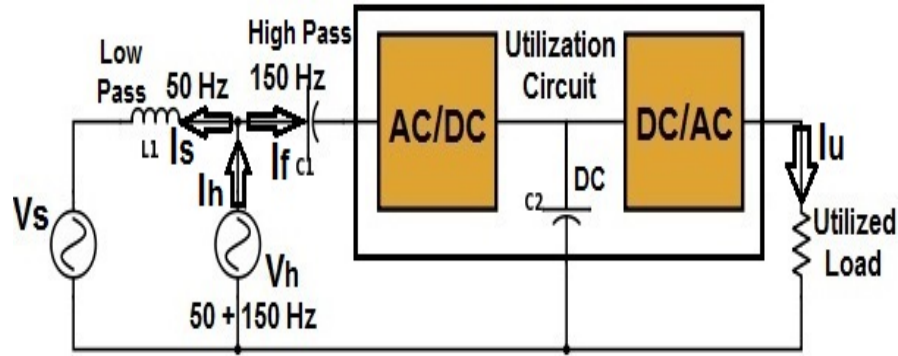 Low
Pass
50 Hz
High Pass
150 Hz
Utilization
Circuit
AC/DC
DC/AC
L1
Is
If
C1
Ih
Iu
DC
C2
Vs
Vh
50 + 150 Hz
Utilized
Load